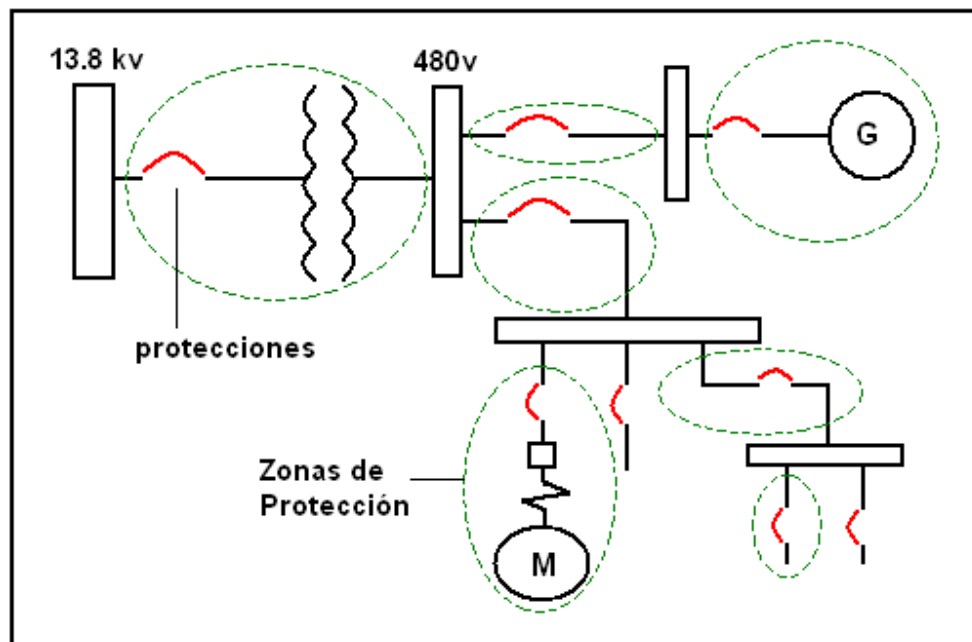 13.8 kv
480v
G
protecciones
Zonas de
Protección
M